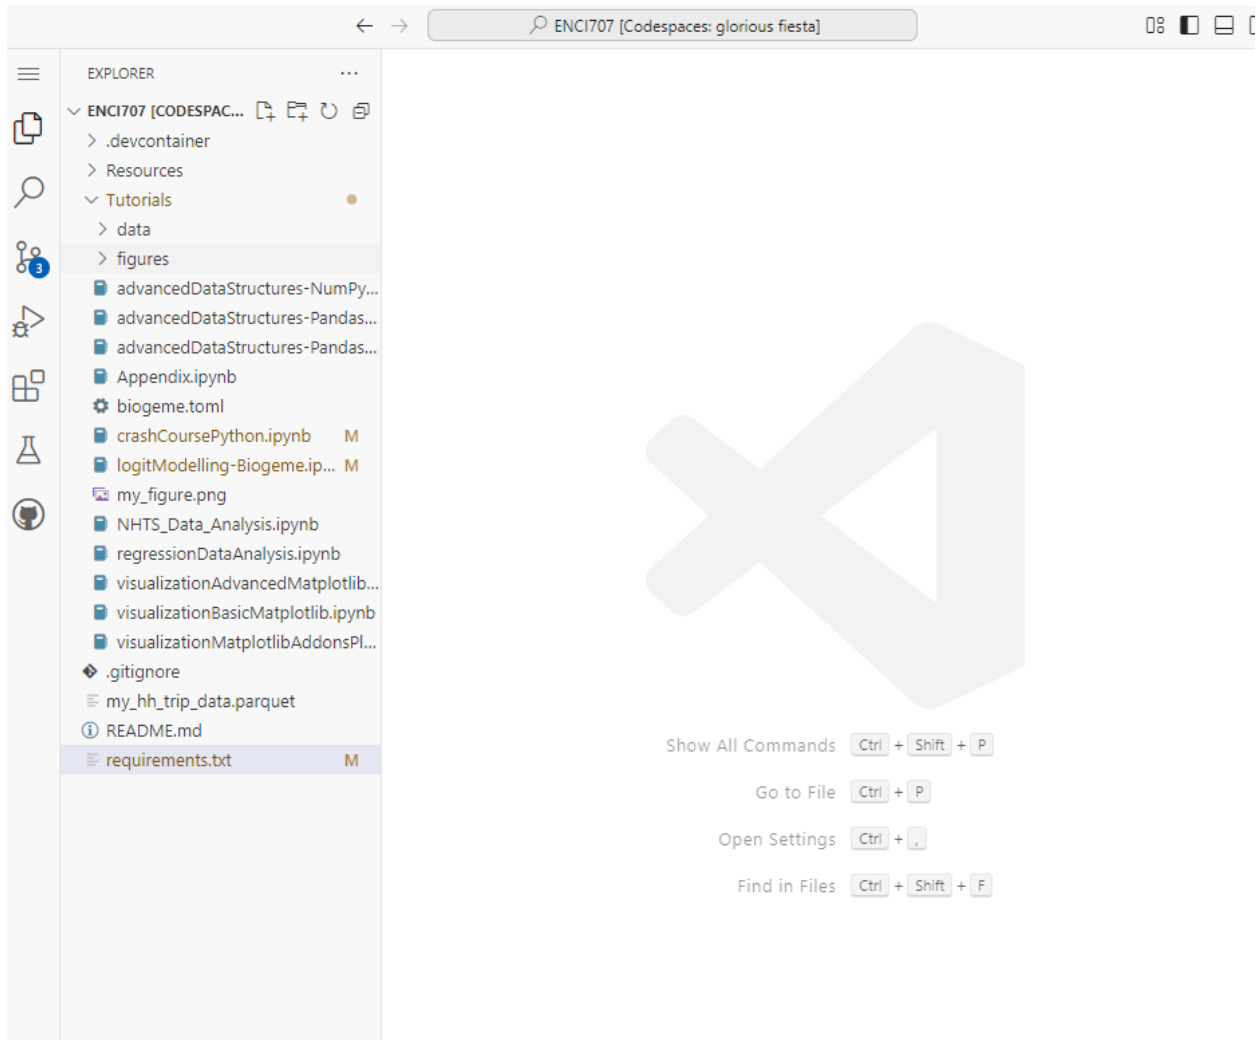 ENCI707 [Codespaces: glorious fiesta]
EXPLORER
ENCI707 [CODESPAC...
.devcontainer
Resources
Tutorials
data
figures
3
advancedDataStructures-NumPy...
advancedDataStructures-Pandas...
advancedDataStructures-Pandas...
Appendix.ipynb
biogeme.toml
crashCoursePython.ipynb M
logitModelling-Biogeme.ip... M
my_figure.png
NHTS_Data_Analysis.ipynb
regressionDataAnalysis.ipynb
visualizationAdvancedMatplotlib...
visualizationBasicMatplotlib.ipynb
visualizationMatplotlibAddonsPl...
.gitignore
my_hh_trip_data.parquet
README.md
requirements.txt M
Show All Commands Ctrl + Shift + P
Go to File Ctrl + P
Open Settings Ctrl + ,
Find in Files Ctrl + Shift + F